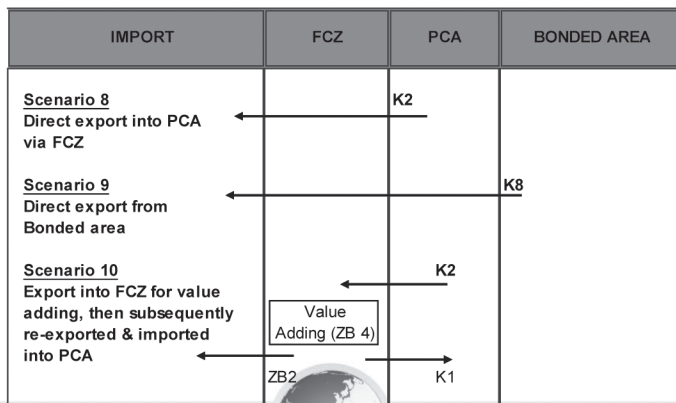 IMPORT FCZ PCA BONDED AREA
Scenario 8
Direct export into PCA
via FCZ
K2
Scenario 9
Direct export from
Bonded area
K8
Scenario 10
Export into FCZ for value
adding, then subsequently
re-exported & imported
into PCA
K2
Value
Adding (ZB 4)
ZB2
K1